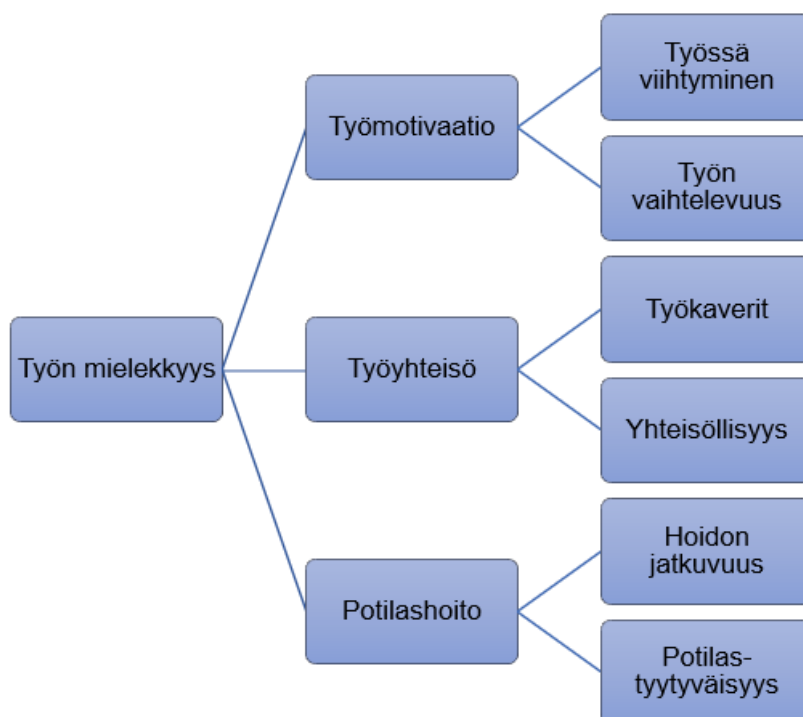 Työn mielekkyys
Työmotivaatio
Työssä
viihtyminen
Työn
vaihtelevuus
Työyhteisö
Työkaverit
Yhteisöllisyys
Potilashoito
Hoidon
jatkuvuus
Potilas-
tyytyväisyys